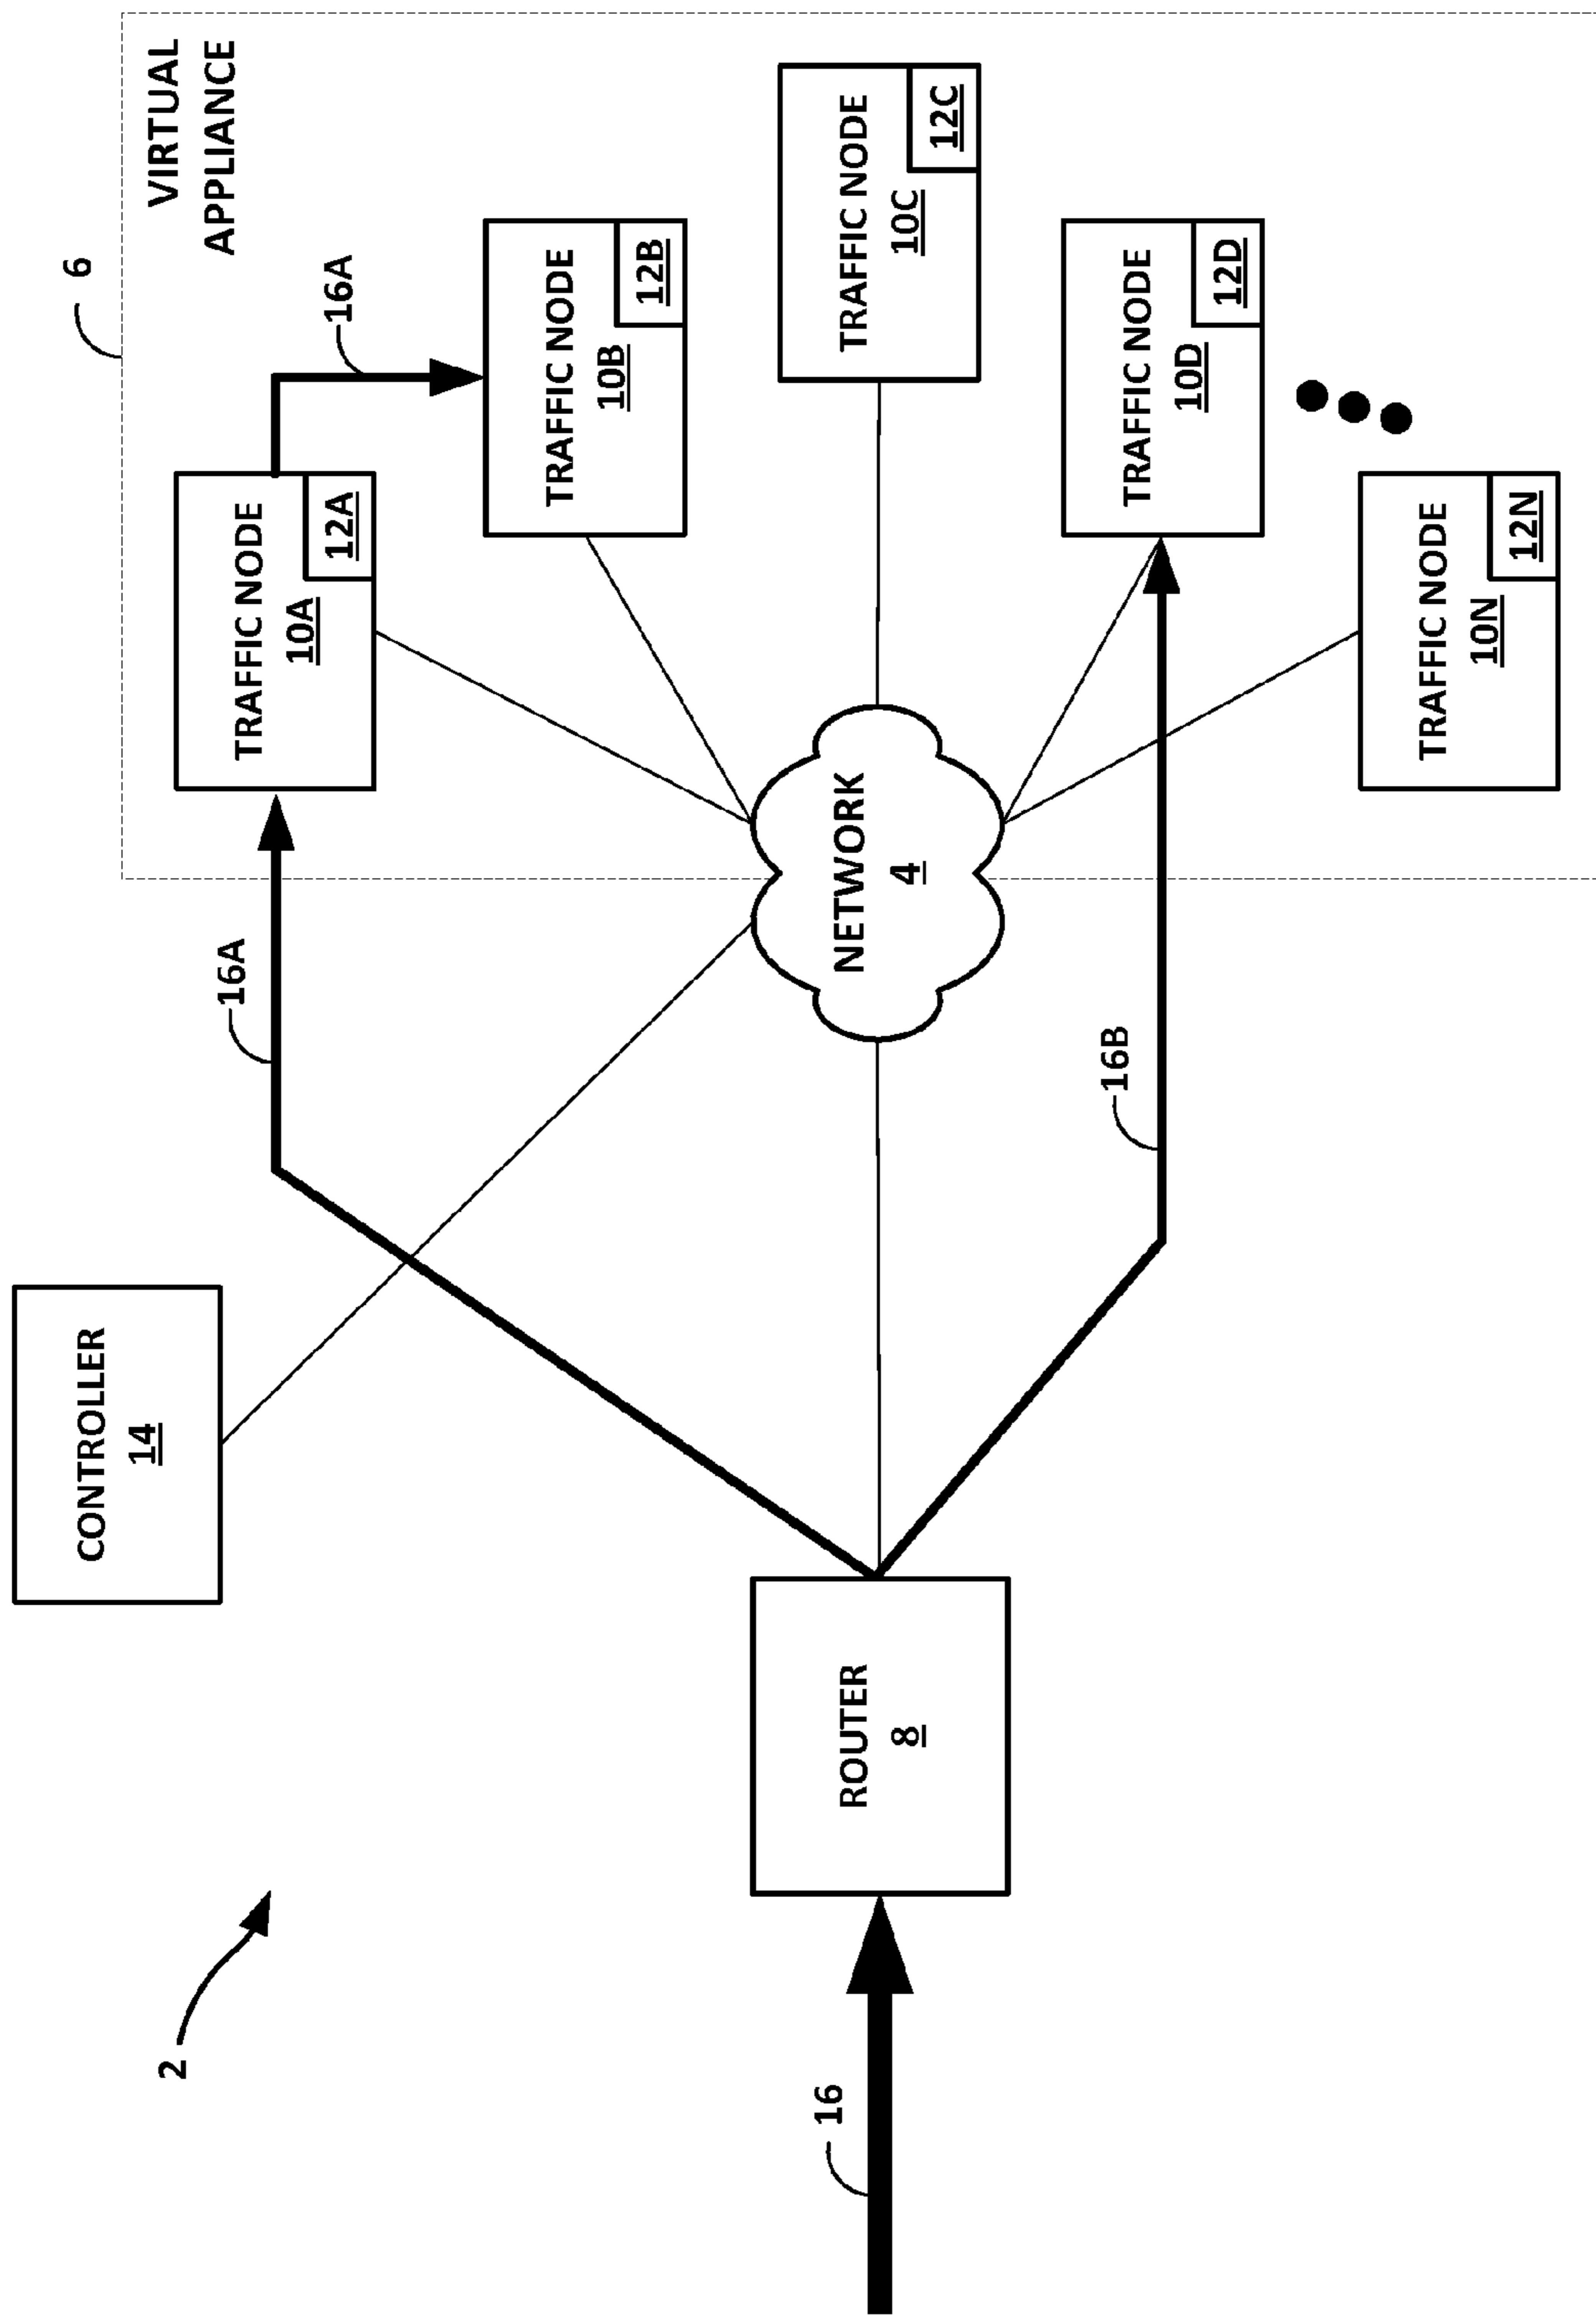 2
16
ROUTER
8
CONTROLLER
14
16A
16B
NETWORK
4
6
VIRTUAL
APPLIANCE
TRAFFIC NODE
10A
12A
16A
TRAFFIC NODE
10B
12B
TRAFFIC NODE
10C
12C
TRAFFIC NODE
10D
12D
TRAFFIC NODE
10N
12N